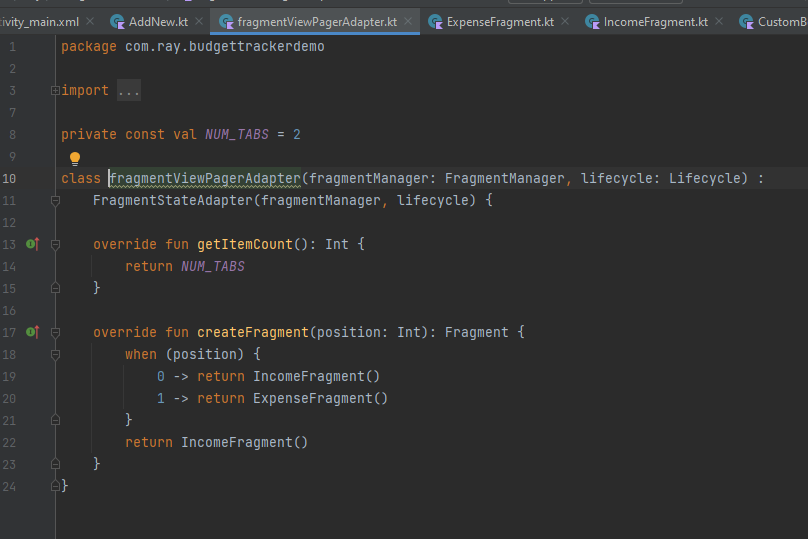 tivity_main.xml AddNew.kt fragmentViewPagerAdapter.kt ExpenseFragment.kt IncomeFragment.kt CustomB
1 package com.ray.budgettrackerdemo
2
3 import ...
7
8 private const val NUM_TABS = 2
9
10 class fragmentViewPagerAdapter(fragmentManager: FragmentManager, lifecycle: Lifecycle) :
11 FragmentStateAdapter(fragmentManager, lifecycle) {
12
13 override fun getItemCount(): Int {
14 return NUM_TABS
15 }
16
17 override fun createFragment(position: Int): Fragment {
18 when (position) {
19 0 -> return IncomeFragment()
20 1 -> return ExpenseFragment()
21 }
22 return IncomeFragment()
23 }
24 }